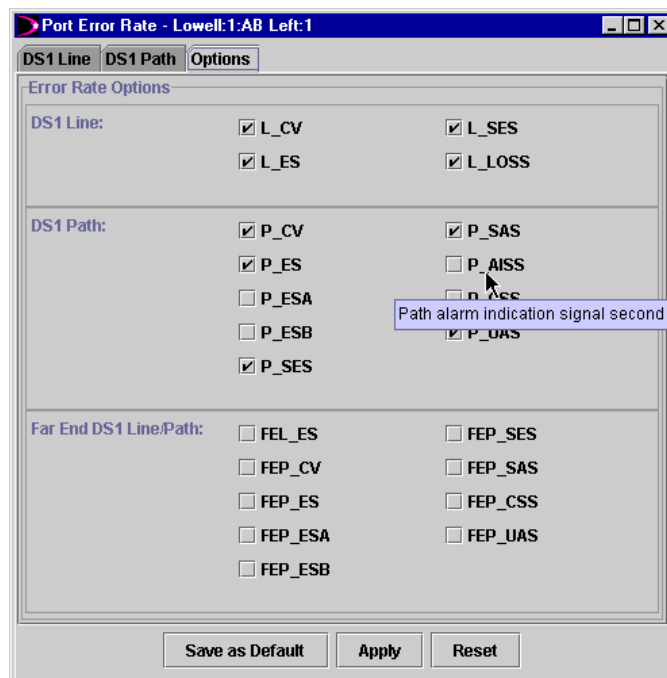 Port Error Rate - Lowell:1:AB Left:1
DS1 Line DS1 Path Options
Error Rate Options
DS1 Line:
L_CV L_SES
L_ES L_LOSS
DS1 Path:
P_CV P_SAS
P_ES P_AISS
P_ESA P_CSS
Path alarm indication signal second
P_ESB P_UAS
P_SES
Far End DS1 Line/Path:
FEL_ES FEP_SES
FEP_CV FEP_SAS
FEP_ES FEP_CSS
FEP_ESA FEP_UAS
FEP_ESB
Save as Default Apply Reset